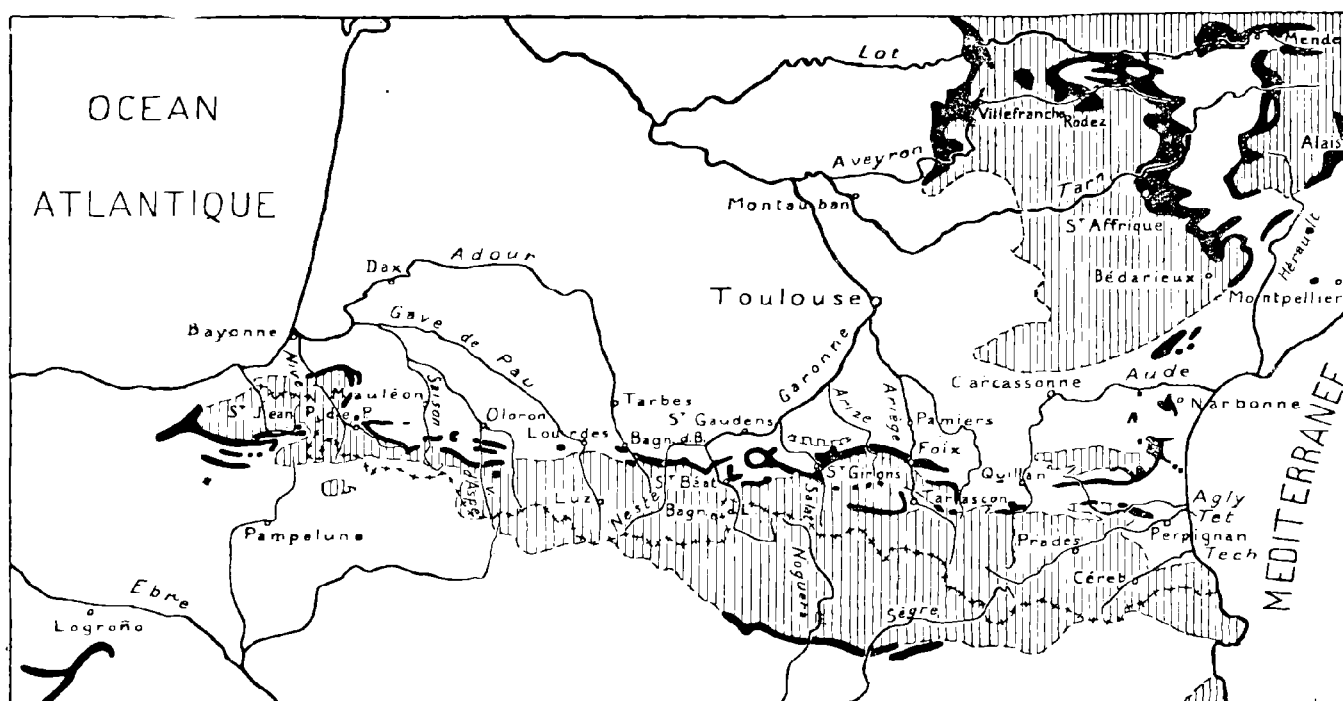 OCEAN
ATLANTIQUE
Lot
Mende
Villefranche
Rodez
Alais
Aveyron
Tarn
Montauban
Sᵗ Affrique
Hérault
Adour
Dax
Bédarieux
Toulouse
Montpellier
Bayonne
Gave de Pau
Nive
Garonne
Carcassonne
Aude
Mauléon
Saison
Tarbes
Sᵗ Gaudens
Arize
Ariège
Narbonne
Sᵗ Jean P. de P.
Oloron
Lourdes
Bagn. d. B.
Pamiers
Foix
Sᵗ Béat
Sᵗ Girons
Quillan
d'Aspe
Luz
Neste
Bagn. L.
Salat
Tarascon
Agly
Tet
Pampelune
Prades
Perpignan
Tech
Noguera
Céret
Ebre
Sègre
Logroño
MEDITERRANEE